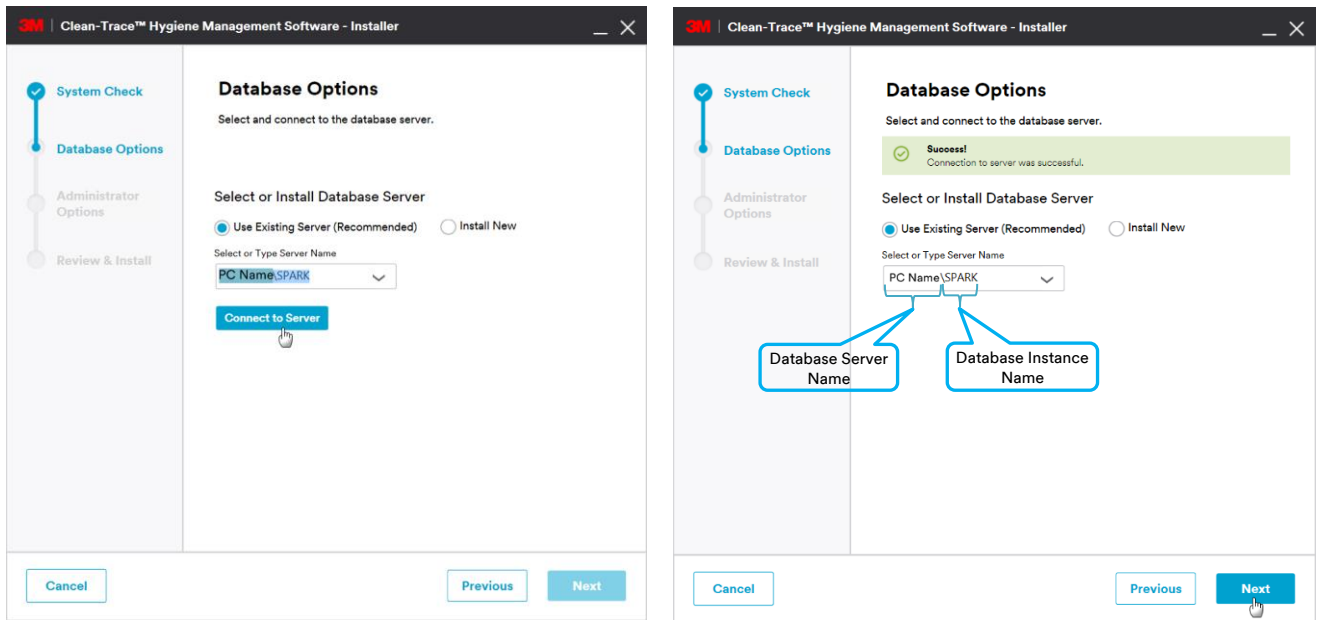 3M | Clean-Trace™ Hygiene Management Software - Installer
System Check
Database Options
Administrator
Options
Review & Install
Database Options
Select and connect to the database server.
Select or Install Database Server
Use Existing Server (Recommended) Install New
Select or Type Server Name
PC Name\SPARK
Connect to Server
Cancel Previous Next
3M | Clean-Trace™ Hygiene Management Software - Installer
System Check
Database Options
Administrator
Options
Review & Install
Database Options
Select and connect to the database server.
Success!
Connection to server was successful.
Select or Install Database Server
Use Existing Server (Recommended) Install New
Select or Type Server Name
PC Name\SPARK
Database Server
Name
Database Instance
Name
Cancel Previous Next